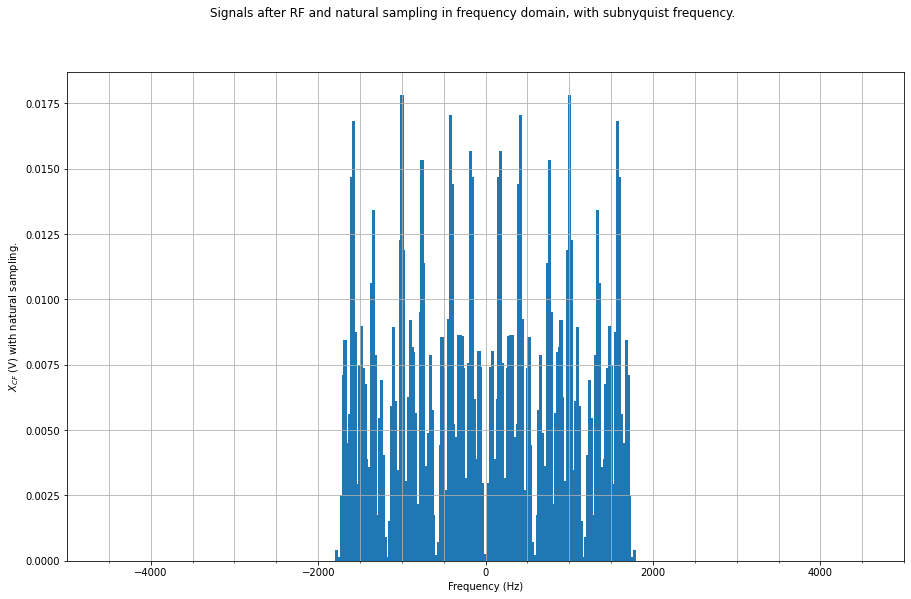 Signals after RF and natural sampling in frequency domain, with subnyquist frequency.
0.0175
0.0150
0.0125
0.0100
0.0075
0.0050
0.0025
0.0000
X_CF (V) with natural sampling.
−4000 −2000 0 2000 4000
Frequency (Hz)